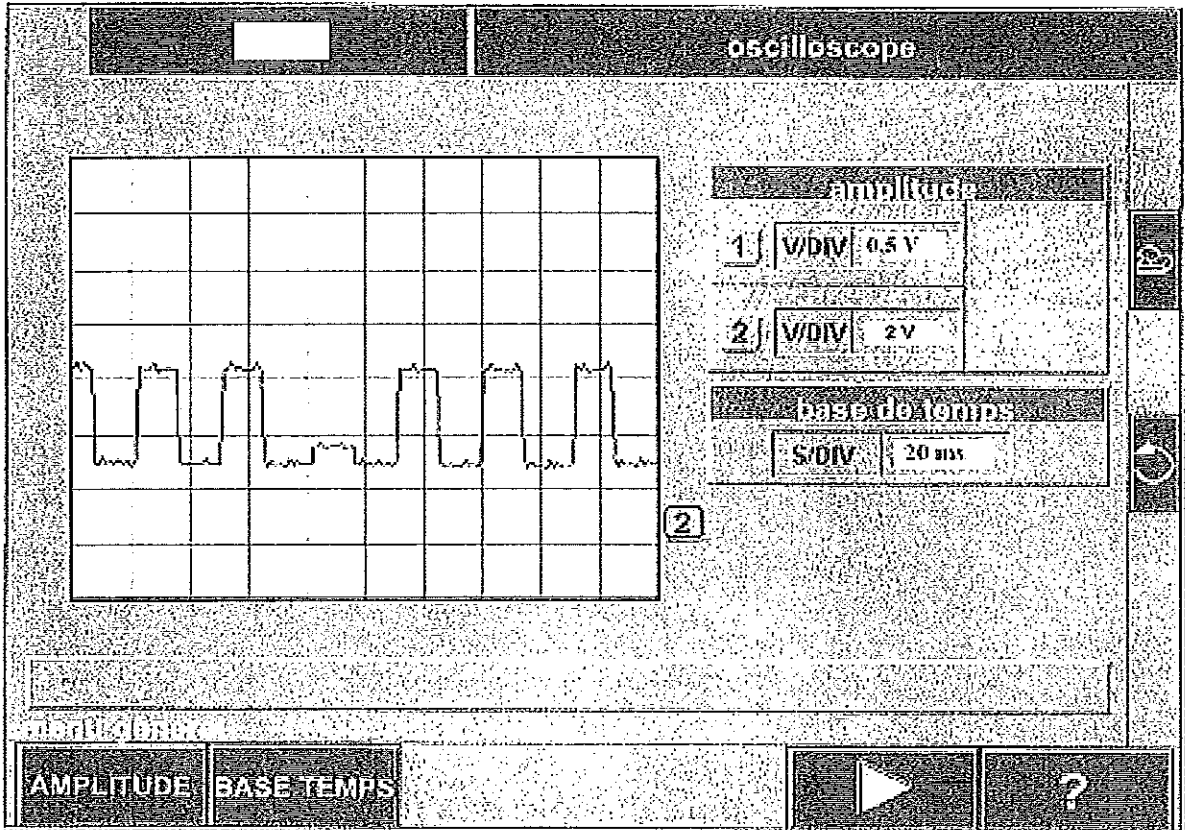 oscilloscope
amplitude
1 V/DIV 0,5 V
2 V/DIV 2 V
base de temps
S/DIV 20 ms
2
AMPLITUDE BASE TEMPS
?